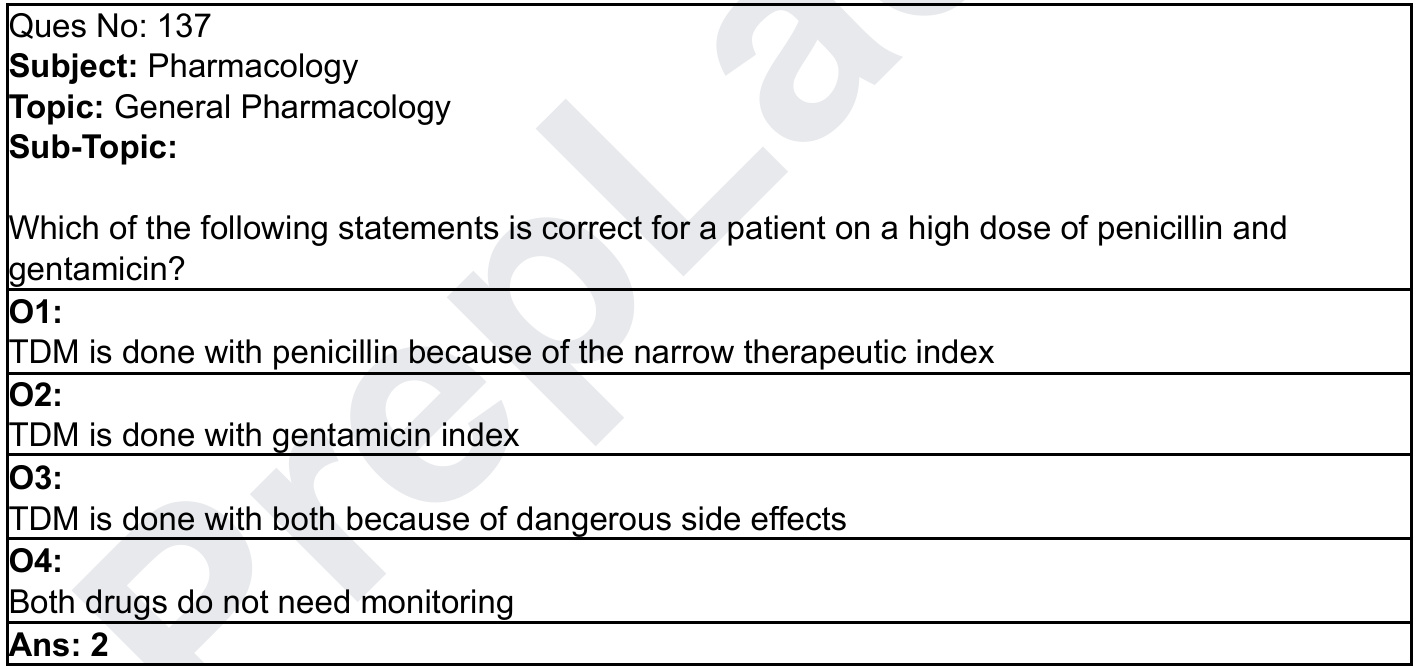 Ques No: 137
Subject: Pharmacology
Topic: General Pharmacology
Sub-Topic:
Which of the following statements is correct for a patient on a high dose of penicillin and
gentamicin?
O1:
TDM is done with penicillin because of the narrow therapeutic index
O2:
TDM is done with gentamicin index
O3:
TDM is done with both because of dangerous side effects
O4:
Both drugs do not need monitoring
Ans: 2